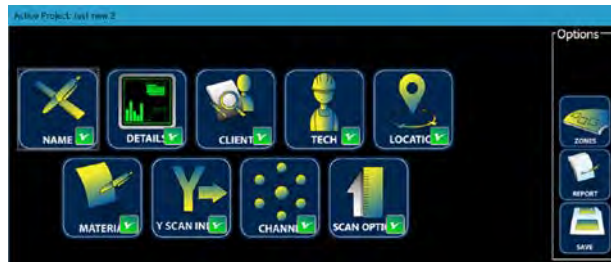 Active Project: Just new 2
Options
NAME
DETAILS
CLIENT
TECH
LOCATIO
ZONES
MATERIA
Y SCAN IN
CHANN
SCAN OPTI
REPORT
SAVE